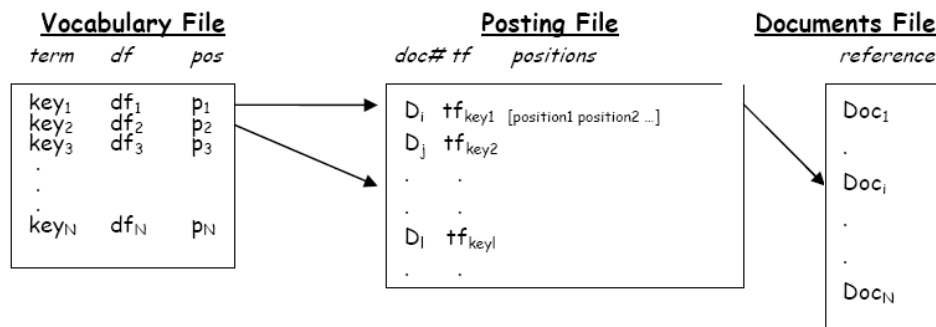 Vocabulary File
term df pos
key1 df1 p1
key2 df2 p2
key3 df3 p3
.
.
.
keyN dfN pN
Posting File
doc# tf positions
Di tfkey1 [position1 position2 ...]
Dj tfkey2
. .
. .
Dl tfkeyl
. .
Documents File
reference
Doc1
.
Doci
.
.
DocN